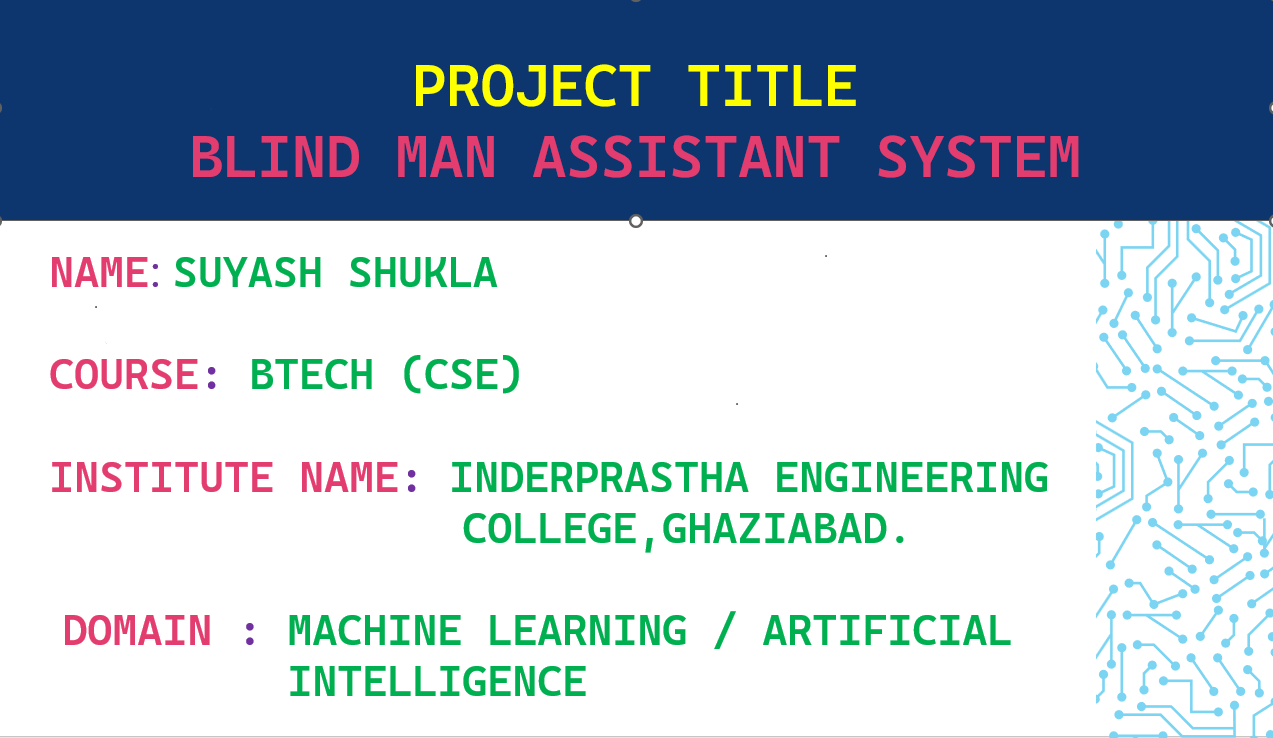 PROJECT TITLE
BLIND MAN ASSISTANT SYSTEM
NAME: SUYASH SHUKLA
COURSE: BTECH (CSE)
INSTITUTE NAME: INDERPRASTHA ENGINEERING
COLLEGE,GHAZIABAD.
DOMAIN : MACHINE LEARNING / ARTIFICIAL
INTELLIGENCE